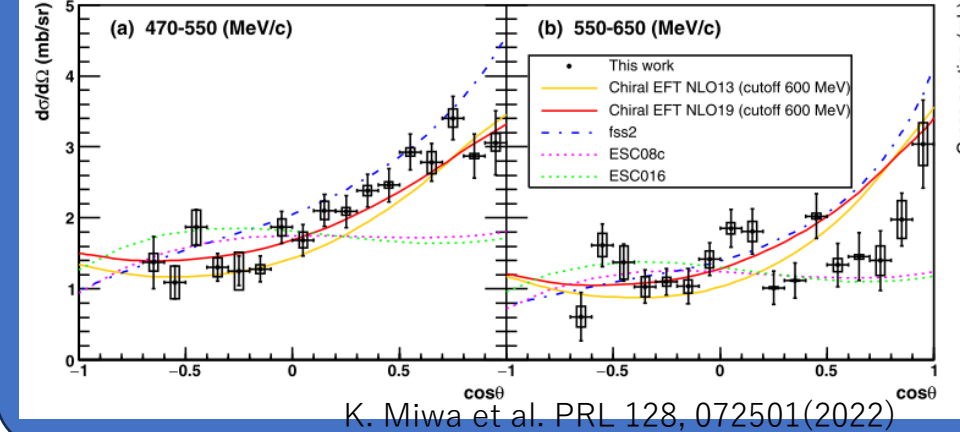 (a) 470-550 (MeV/c)
(b) 550-650 (MeV/c)
dσ/dΩ (mb/sr)
5
4
3
2
1
0
This work
Chiral EFT NLO13 (cutoff 600 MeV)
Chiral EFT NLO19 (cutoff 600 MeV)
fss2
ESC08c
ESC016
−1 −0.5 0 0.5 −1 −0.5 0 0.5 1
cosθ cosθ
K. Miwa et al. PRL 128, 072501(2022)